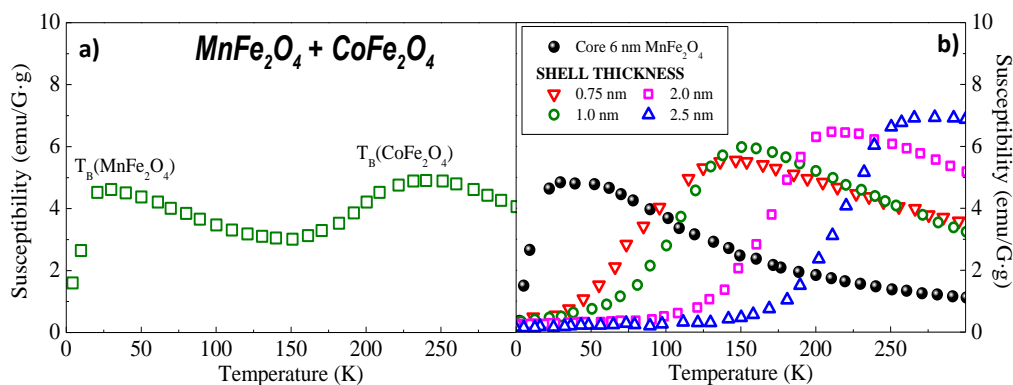 a)
MnFe₂O₄ + CoFe₂O₄
T_B(MnFe₂O₄)
T_B(CoFe₂O₄)
10
8
6
4
2
0
Susceptibility (emu/G·g)
0 50 100 150 200 250
Temperature (K)
b)
Core 6 nm MnFe₂O₄
SHELL THICKNESS
0.75 nm 2.0 nm
1.0 nm 2.5 nm
10
8
6
4
2
0
Susceptibility (emu/G·g)
0 50 100 150 200 250
Temperature (K)